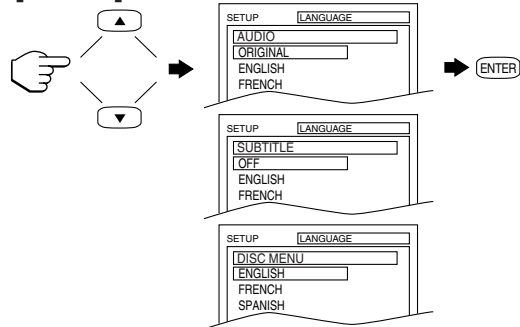 SETUP LANGUAGE
AUDIO
ORIGINAL
ENGLISH
FRENCH
ENTER
SETUP LANGUAGE
SUBTITLE
OFF
ENGLISH
FRENCH
SETUP LANGUAGE
DISC MENU
ENGLISH
FRENCH
SPANISH